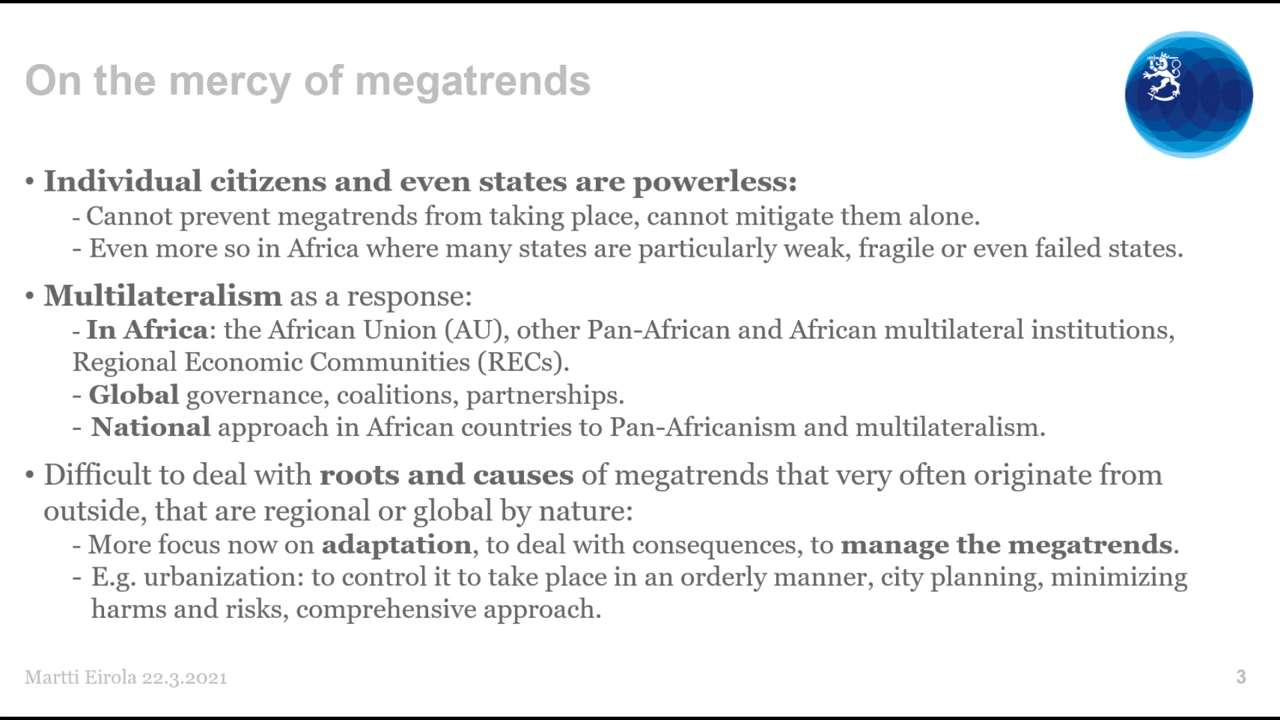 On the mercy of megatrends
• Individual citizens and even states are powerless:
- Cannot prevent megatrends from taking place, cannot mitigate them alone.
- Even more so in Africa where many states are particularly weak, fragile or even failed states.
• Multilateralism as a response:
- In Africa: the African Union (AU), other Pan-African and African multilateral institutions,
Regional Economic Communities (RECs).
- Global governance, coalitions, partnerships.
- National approach in African countries to Pan-Africanism and multilateralism.
• Difficult to deal with roots and causes of megatrends that very often originate from
outside, that are regional or global by nature:
- More focus now on adaptation, to deal with consequences, to manage the megatrends.
- E.g. urbanization: to control it to take place in an orderly manner, city planning, minimizing
harms and risks, comprehensive approach.
Martti Eirola 22.3.2021
3